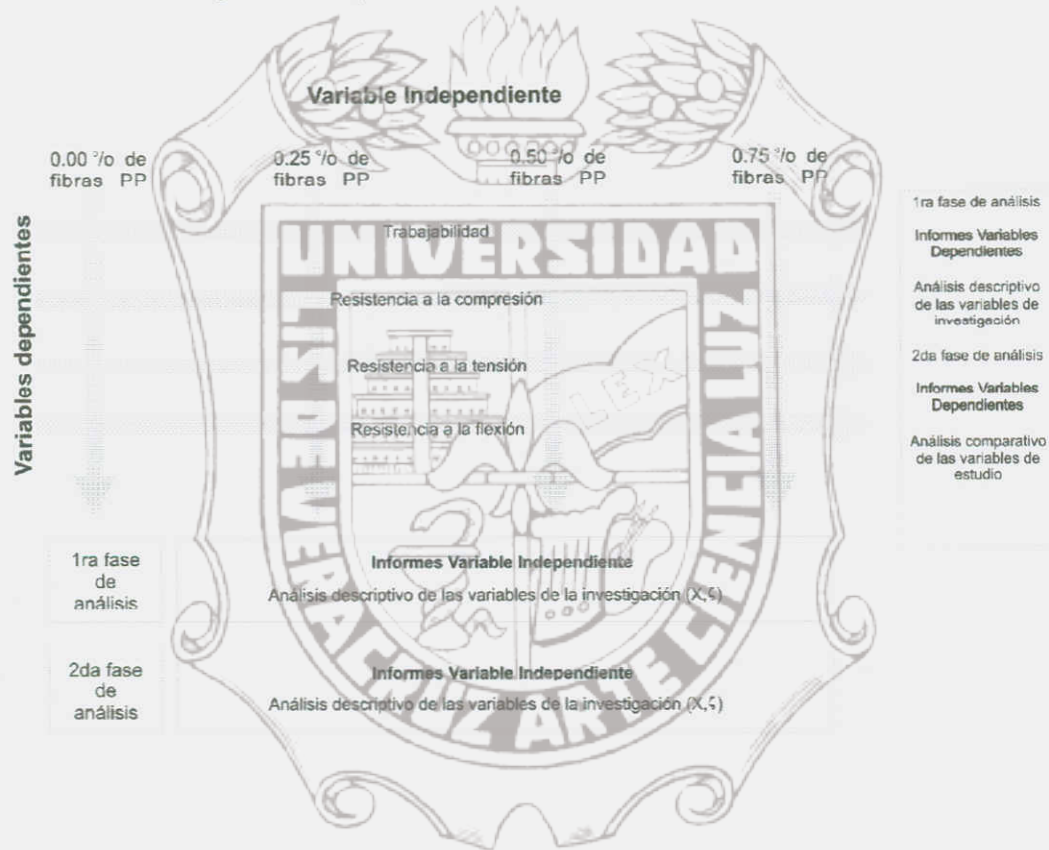 Variable Independiente
0.00 % de
fibras PP
0.25 % de
fibras PP
0.50 % de
fibras PP
0.75 % de
fibras PP
Variables dependientes
Trabajabilidad
Resistencia a la compresión
Resistencia a la tensión
Resistencia a la flexión
1ra fase de análisis
Informes Variables
Dependientes
Análisis descriptivo
de las variables de
investigación
2da fase de análisis
Informes Variables
Dependientes
Análisis comparativo
de las variables de
estudio
1ra fase
de
análisis
Informes Variable Independiente
Análisis descriptivo de las variables de la investigación (X,ς)
2da fase
de
análisis
Informes Variable Independiente
Análisis descriptivo de las variables de la investigación (X,ς)
UNIVERSIDAD
VERACRUZ ARTE CIENCIA LUZ
LIS DE
LEX